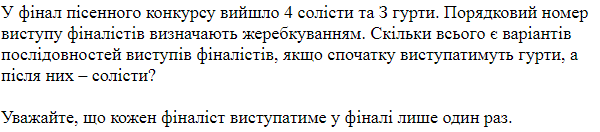 У фінал пісенного конкурсу вийшло 4 солісти та 3 гурти. Порядковий номер
виступу фіналістів визначають жеребкуванням. Скільки всього є варіантів
послідовностей виступів фіналістів, якщо спочатку виступатимуть гурти, а
після них – солісти?
Уважайте, що кожен фіналіст виступатиме у фіналі лише один раз.